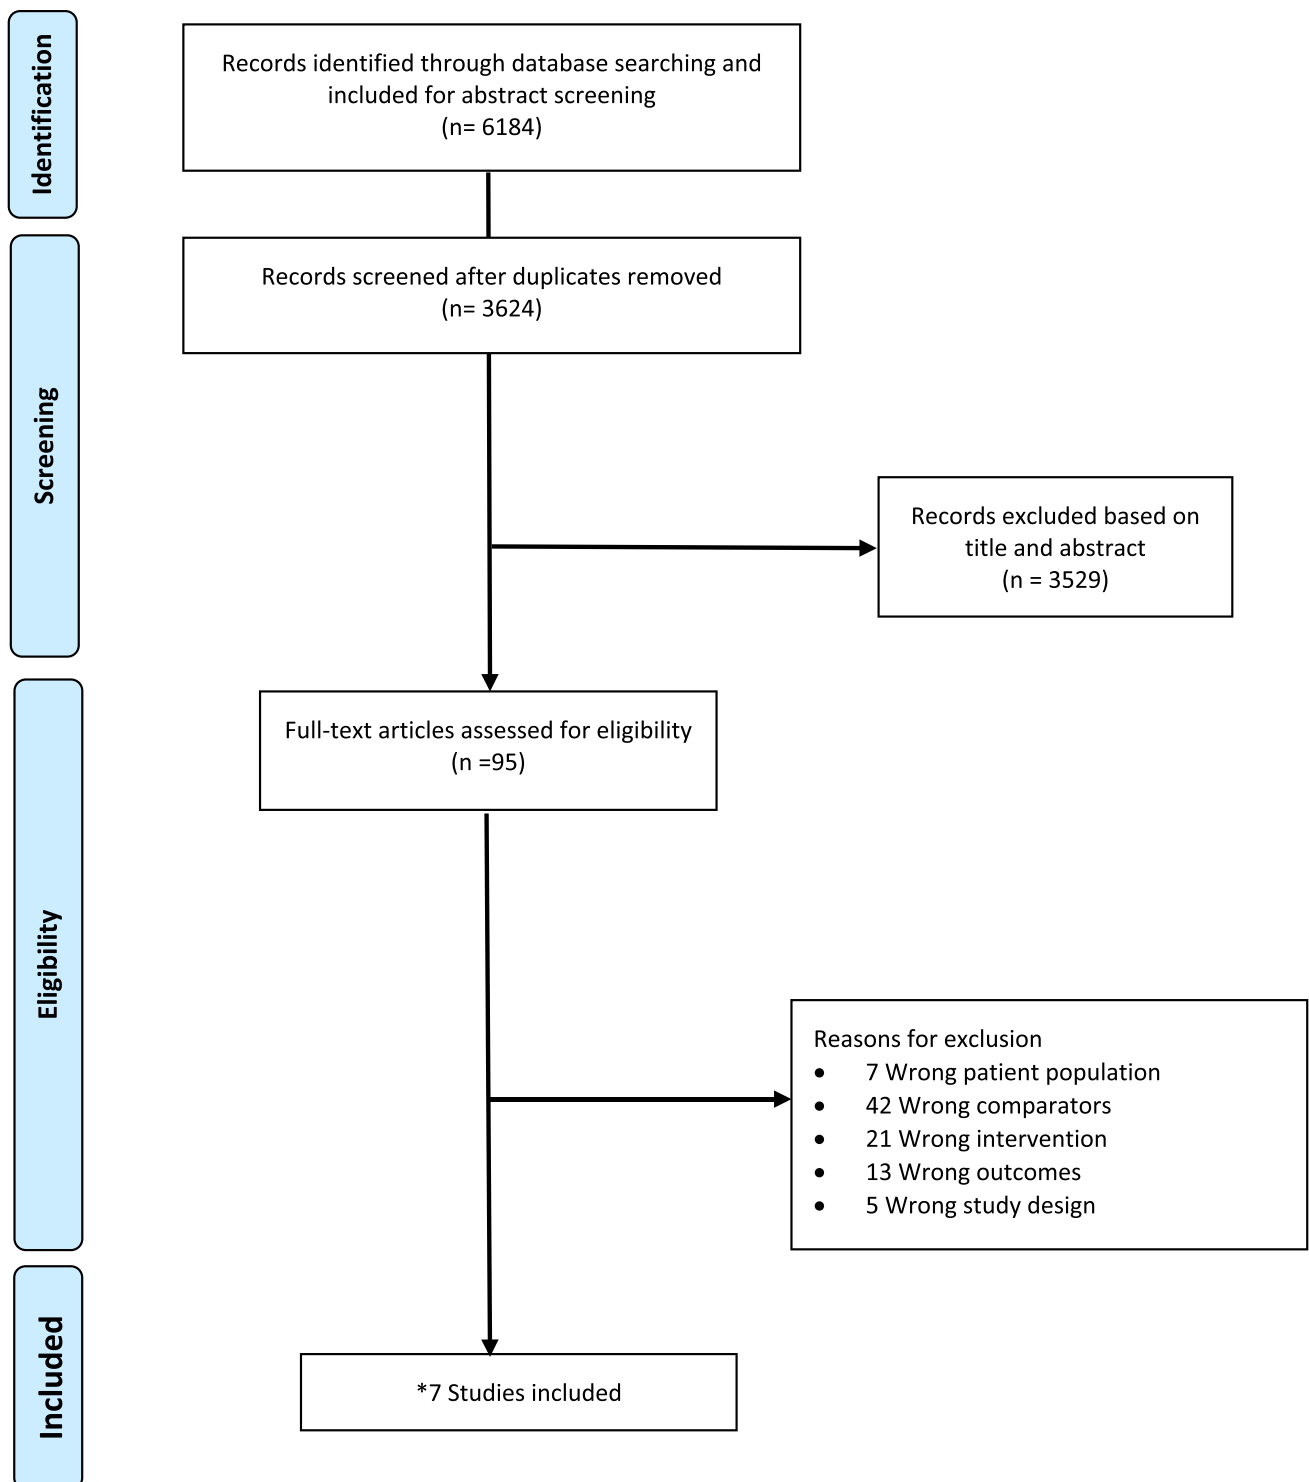 Identification
Records identified through database searching and
included for abstract screening
(n= 6184)
Screening
Records screened after duplicates removed
(n= 3624)
Records excluded based on
title and abstract
(n = 3529)
Eligibility
Full-text articles assessed for eligibility
(n =95)
Reasons for exclusion
• 7 Wrong patient population
• 42 Wrong comparators
• 21 Wrong intervention
• 13 Wrong outcomes
• 5 Wrong study design
Included
*7 Studies included